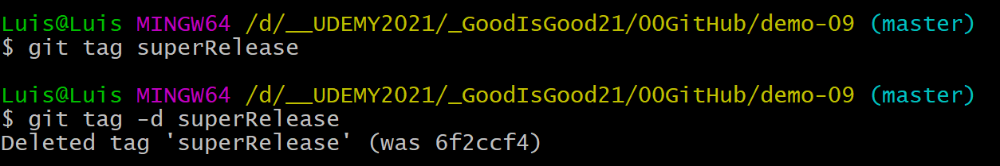 Luis@Luis MINGW64 /d/__UDEMY2021/_GoodIsGood21/00GitHub/demo-09 (master)
$ git tag superRelease
Luis@Luis MINGW64 /d/__UDEMY2021/_GoodIsGood21/00GitHub/demo-09 (master)
$ git tag -d superRelease
Deleted tag 'superRelease' (was 6f2ccf4)